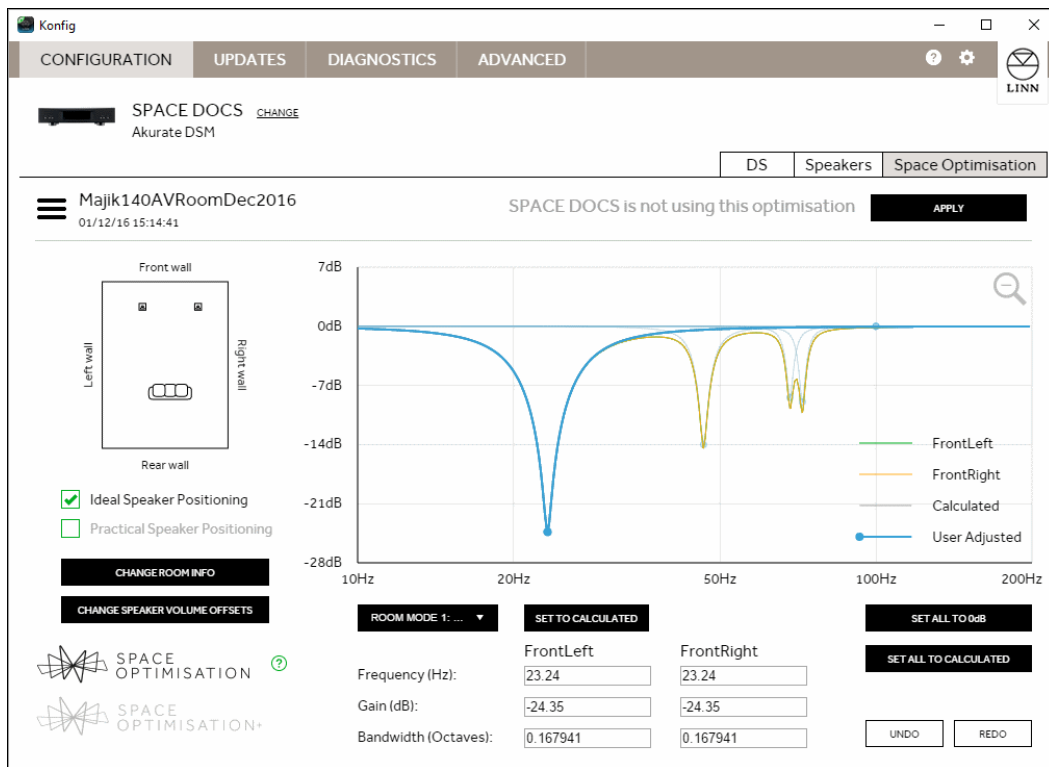 Konfig
CONFIGURATION UPDATES DIAGNOSTICS ADVANCED ?
LINN
SPACE DOCS CHANGE
Akurate DSM
DS Speakers Space Optimisation
Majik140AVRoomDec2016
01/12/16 15:14:41
SPACE DOCS is not using this optimisation APPLY
Front wall
Left wall
Right wall
Rear wall
Ideal Speaker Positioning
Practical Speaker Positioning
CHANGE ROOM INFO
CHANGE SPEAKER VOLUME OFFSETS
SPACE
OPTIMISATION ?
SPACE
OPTIMISATION+
7dB
0dB
-7dB
-14dB
-21dB
-28dB
10Hz 20Hz 50Hz 100Hz 200Hz
FrontLeft
FrontRight
Calculated
User Adjusted
ROOM MODE 1: ... SET TO CALCULATED SET ALL TO 0dB
SET ALL TO CALCULATED
FrontLeft FrontRight
Frequency (Hz): 23.24 23.24
Gain (dB): -24.35 -24.35
Bandwidth (Octaves): 0.167941 0.167941
UNDO REDO